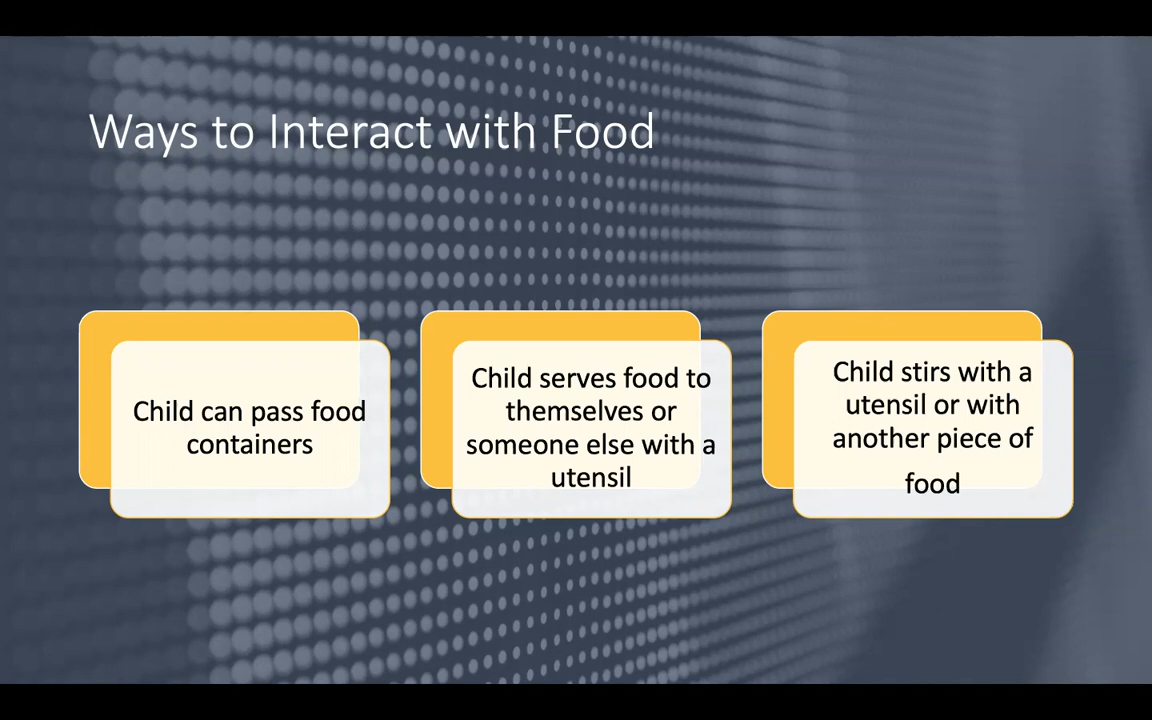 Ways to Interact with Food
Child can pass food
containers
Child serves food to
themselves or
someone else with a
utensil
Child stirs with a
utensil or with
another piece of
food